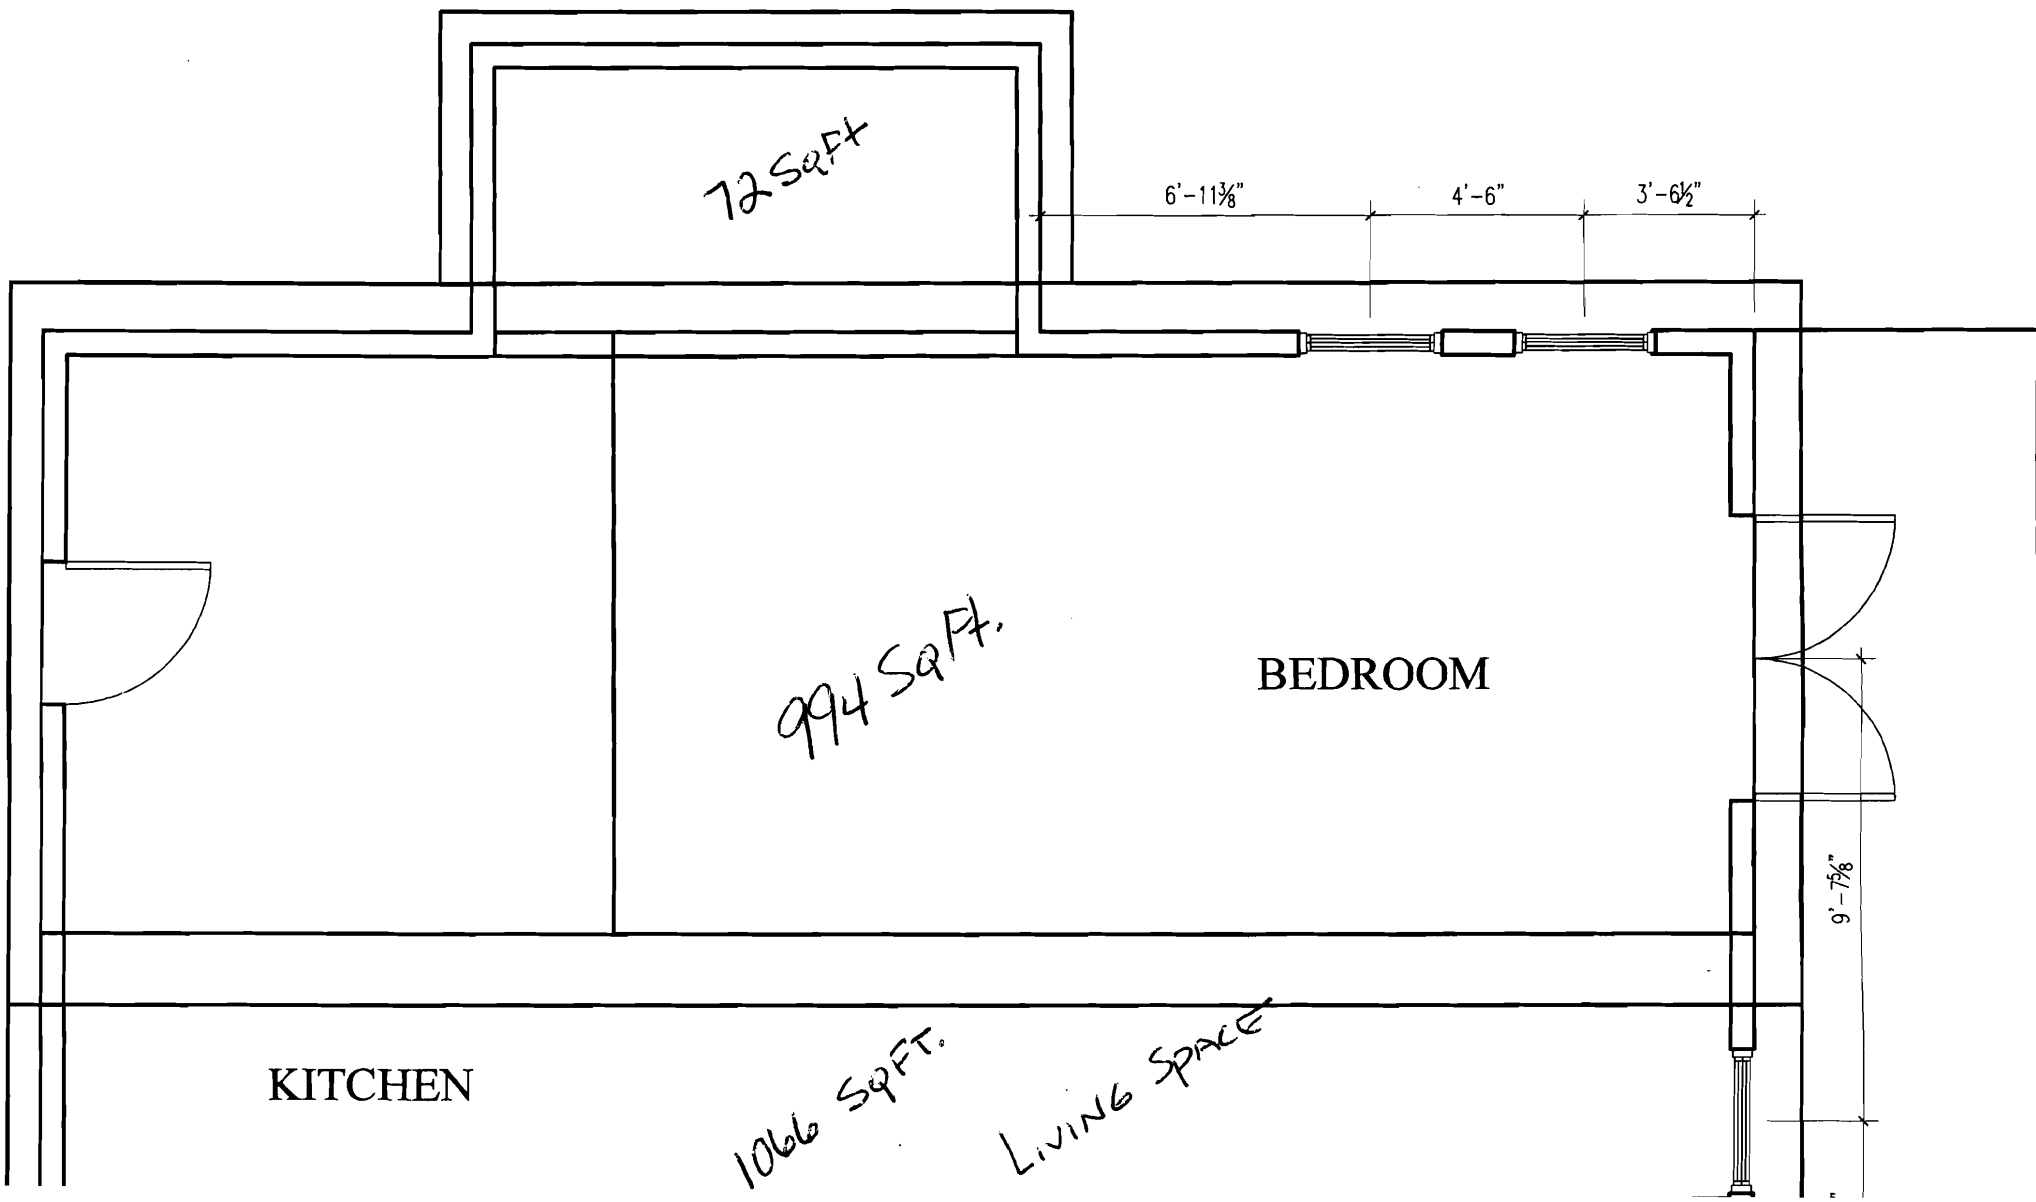 72 SqFt
6'-11⅜" 4'-6" 3'-6½"
994 SqFt.
BEDROOM
9'-7⅝"
KITCHEN
1066 SQFT.
LIVING SPACE